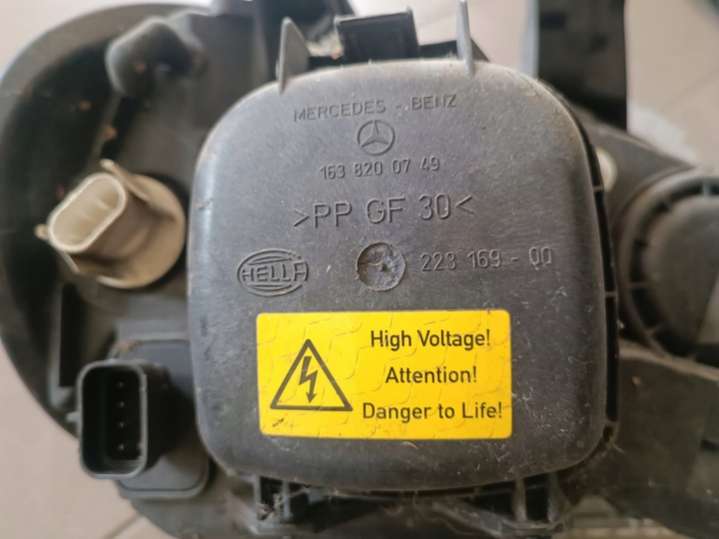 MERCEDES - BENZ
163 820 07 49
>PP GF 30<
HELLA 223 169 - 00
High Voltage!
Attention!
Danger to Life!